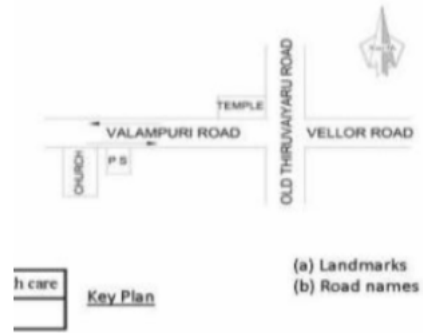 TEMPLE
OLD THIRUVAIYARU ROAD
VALAMPURI ROAD
VELLOR ROAD
CHURCH
P S
(a) Landmarks
(b) Road names
h care
Key Plan